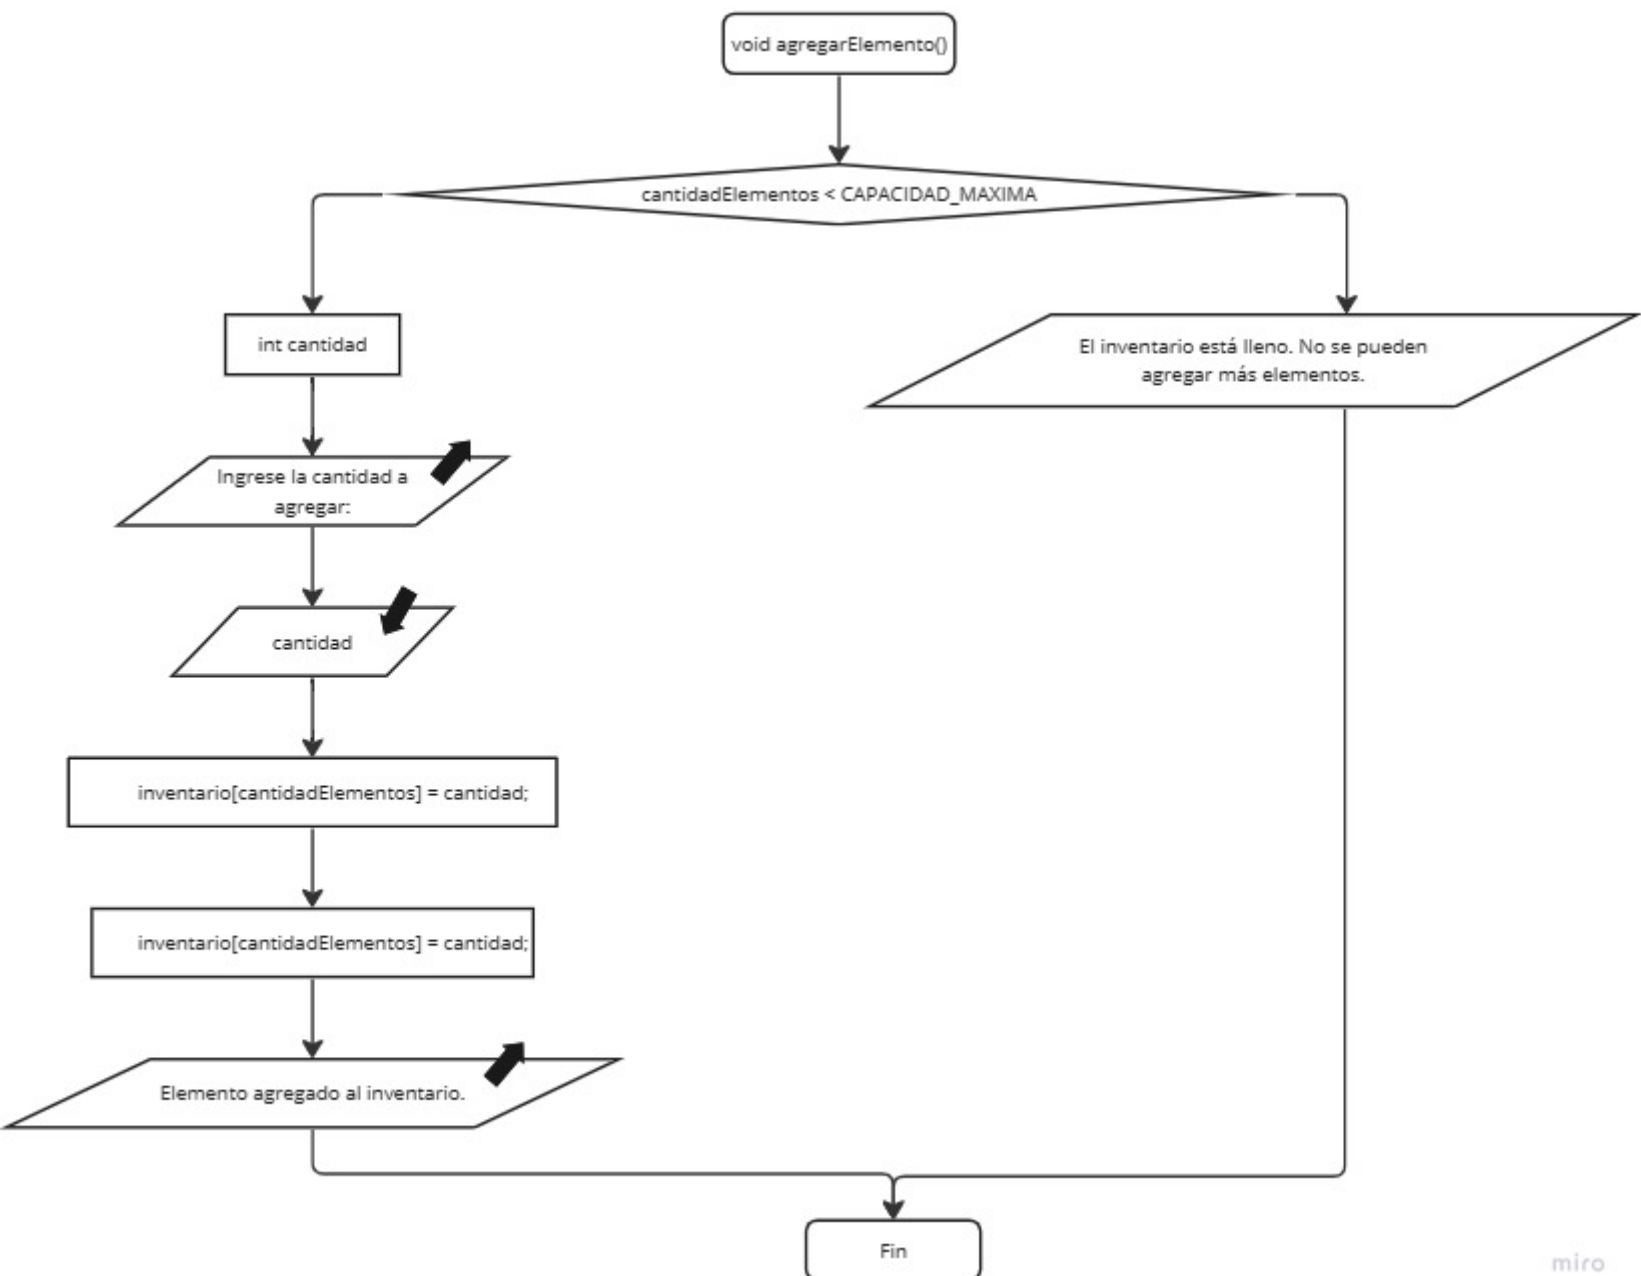 void agregarElemento()
cantidadElementos < CAPACIDAD_MAXIMA
int cantidad
El inventario está lleno. No se pueden
agregar más elementos.
Ingrese la cantidad a
agregar:
cantidad
inventario[cantidadElementos] = cantidad;
inventario[cantidadElementos] = cantidad;
Elemento agregado al inventario.
Fin
miro